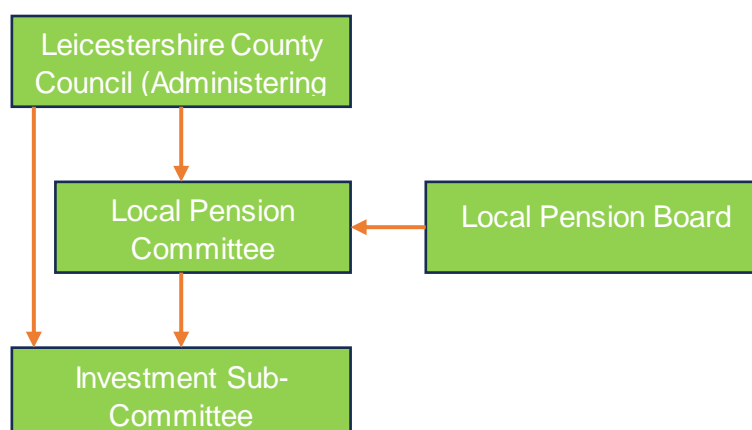 Leicestershire County
Council (Administering
Local Pension
Committee
Local Pension Board
Investment Sub-
Committee